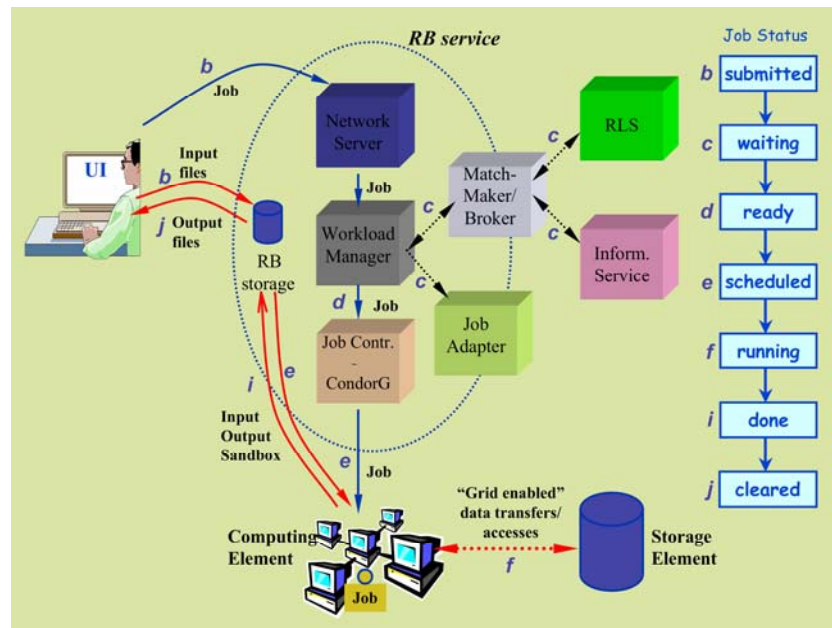 RB service
Job Status
b
submitted
b
Job
Network
Server
RLS
c
c
waiting
UI
Input
files
b
Job
Match-
Maker/
Broker
c
j
Output
files
Workload
Manager
c
Inform.
Service
d
ready
RB
storage
c
e
scheduled
d
Job
Job Contr.
-
CondorG
Job
Adapter
f
running
i
e
Input
Output
Sandbox
i
done
e
Job
j
cleared
"Grid enabled"
data transfers/
accesses
Computing
Element
Storage
Element
f
Job